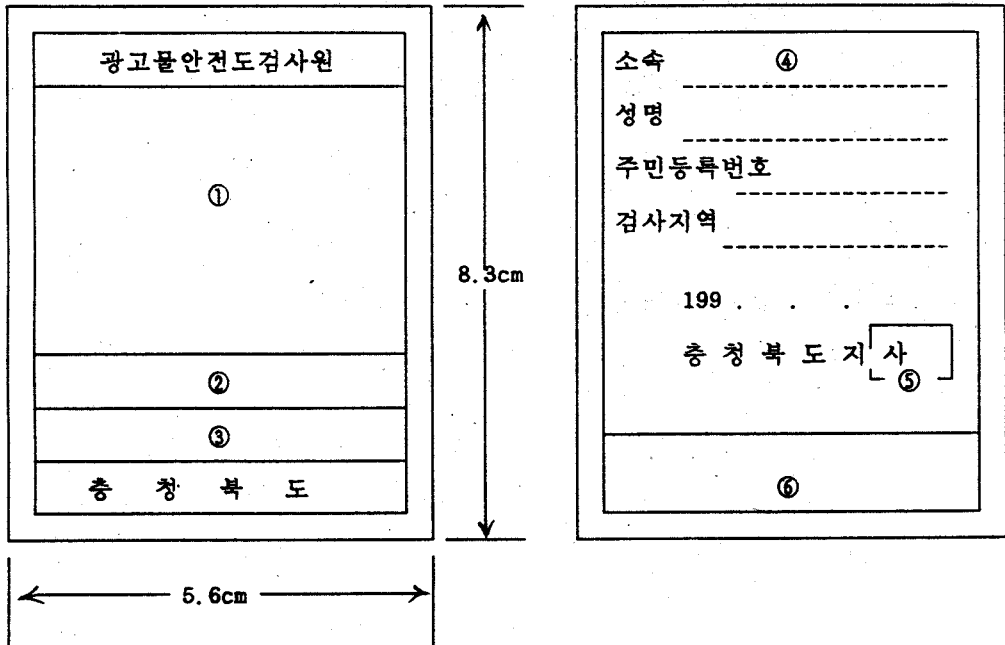 광고물안전도검사원
①
②
③
충 청 북 도
8.3cm
5.6cm
소속 ④
성명
주민등록번호
검사지역
199 . . .
충 청 북 도 지 사
⑤
⑥